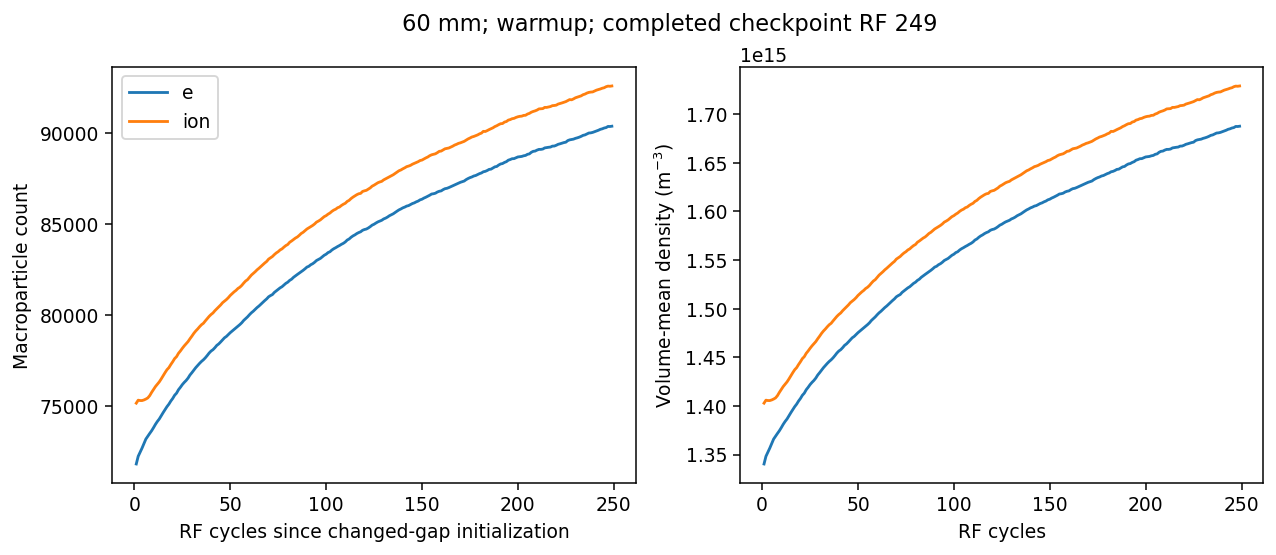 60 mm; warmup; completed checkpoint RF 249
e
ion
Macroparticle count
90000
85000
80000
75000
0 50 100 150 200 250
RF cycles since changed-gap initialization
1e15
Volume-mean density (m⁻³)
1.70
1.65
1.60
1.55
1.50
1.45
1.40
1.35
0 50 100 150 200 250
RF cycles